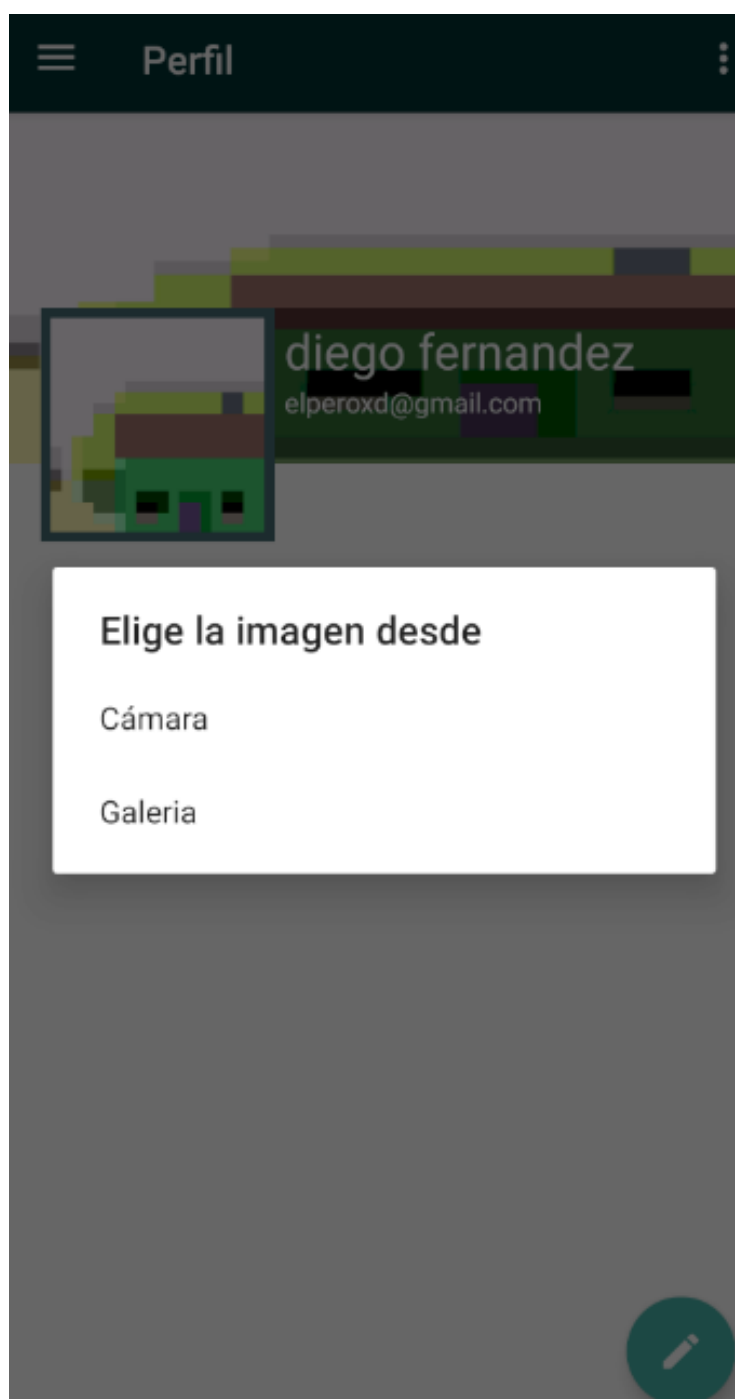 Perfil
diego fernandez
elperoxd@gmail.com
Elige la imagen desde
Cámara
Galeria